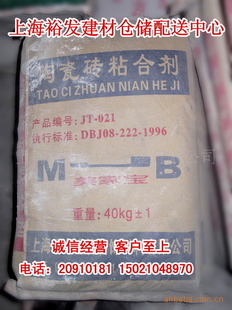 上海裕发建材仓储配送中心
陶瓷砖粘合剂
TAO CI ZHUAN NIAN HE JI
产品编号: JT-021
执行标准: DBJ08-222-1996
M B
重量: 40kg±1
诚信经营 客户至上
电话: 20910181 15021048970